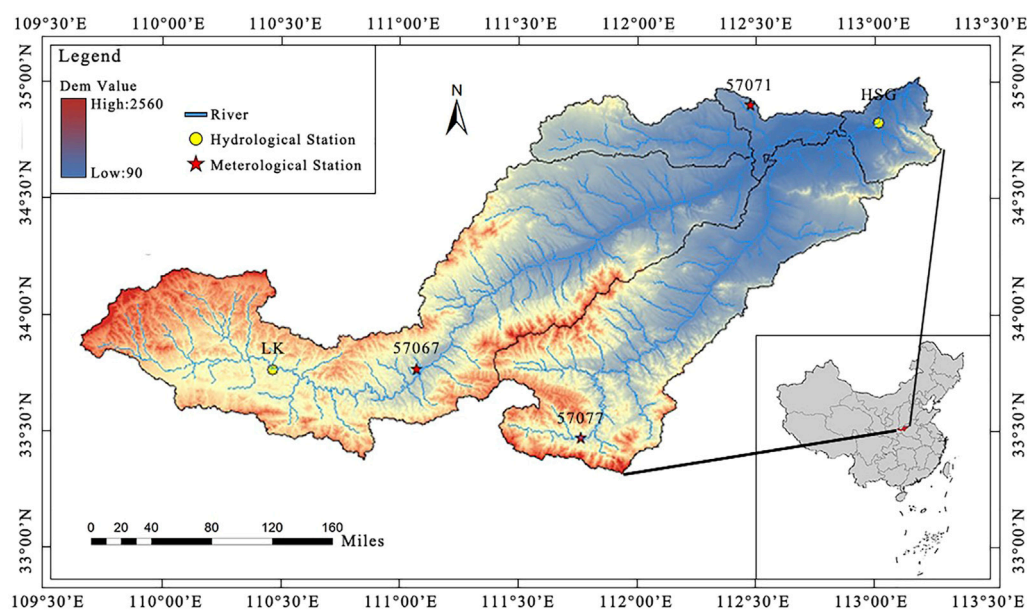 109°30'E 110°00'E 110°30'E 111°00'E 111°30'E 112°00'E 112°30'E 113°00'E 113°30'E
Legend
Dem Value
High:2560
Low:90
River
Hydrological Station
Meterological Station
N
57071
HSG
35°00'N
35°00'N
34°30'N
34°30'N
34°00'N
34°00'N
LK
57067
57077
33°30'N
33°30'N
0 20 40 80 120 160
Miles
33°00'N
33°00'N
109°30'E 110°00'E 110°30'E 111°00'E 111°30'E 112°00'E 112°30'E 113°00'E 113°30'E